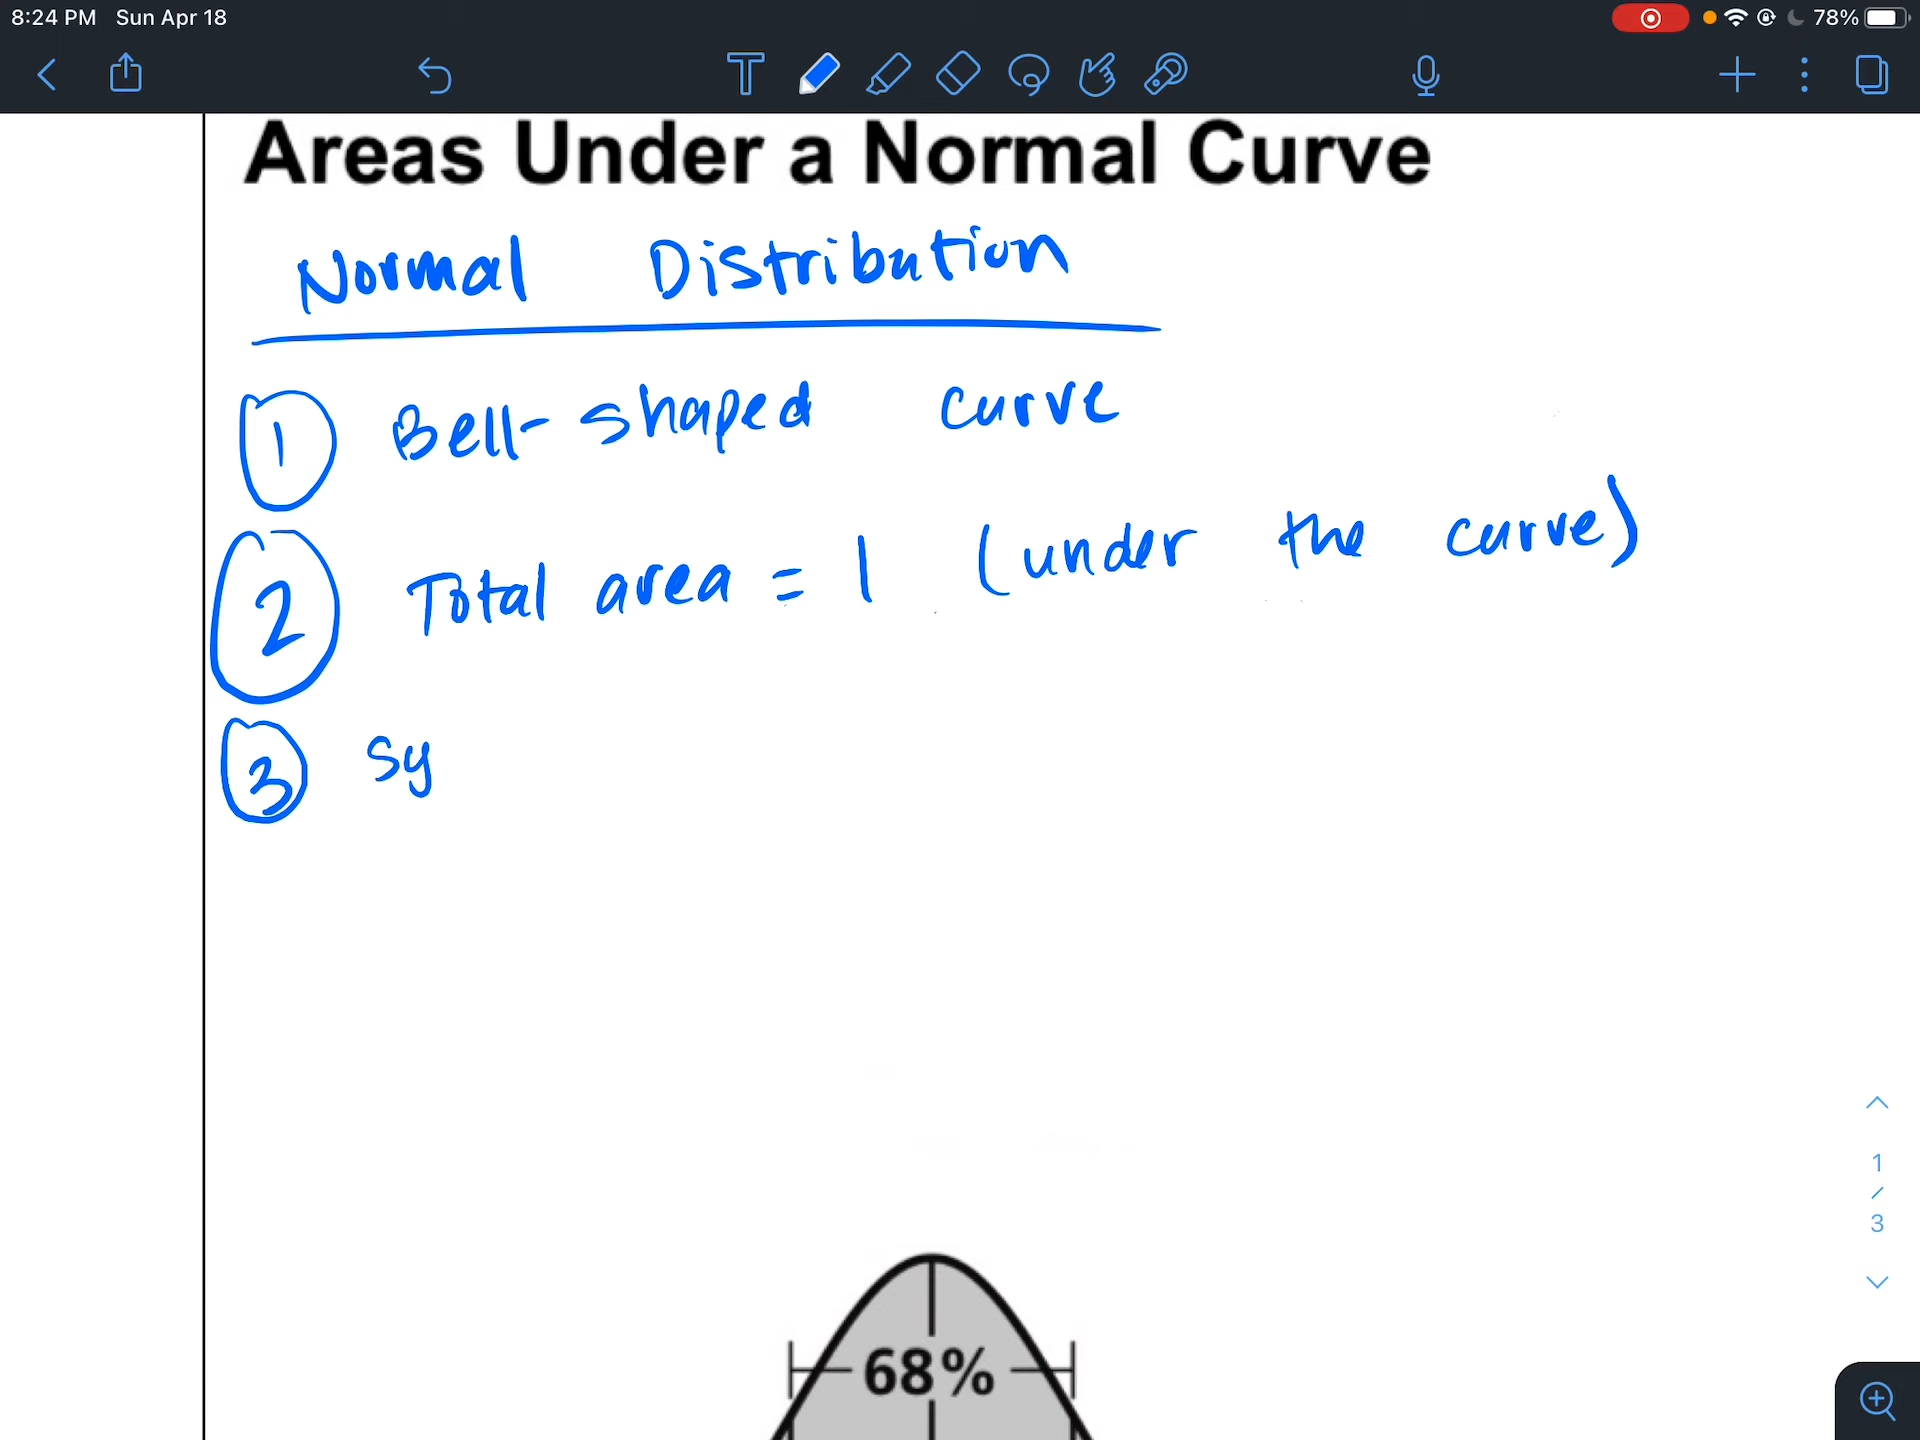 8:24 PM Sun Apr 18 78%
Areas Under a Normal Curve
Normal Distribution
1 Bell-shaped curve
2 Total area = 1 (under the curve)
3 Sy
68%
1
/
3